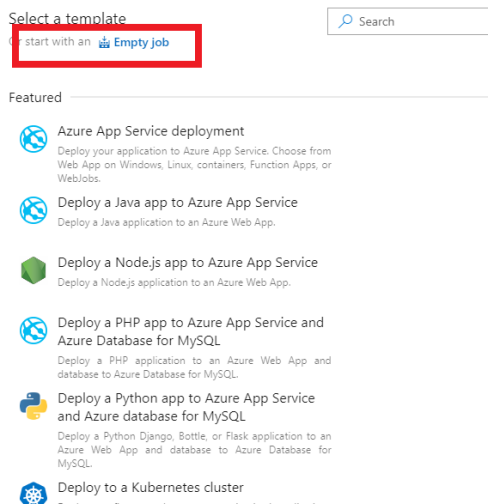 Select a template
Search
Or start with an Empty job
Featured
Azure App Service deployment
Deploy your application to Azure App Service. Choose from
Web App on Windows, Linux, containers, Function Apps, or
WebJobs.
Deploy a Java app to Azure App Service
Deploy a Java application to an Azure Web App.
Deploy a Node.js app to Azure App Service
Deploy a Node.js application to an Azure Web App.
Deploy a PHP app to Azure App Service and
Azure Database for MySQL
Deploy a PHP application to an Azure Web App and
database to Azure Database for MySQL.
Deploy a Python app to Azure App Service
and Azure database for MySQL
Deploy a Python Django, Bottle, or Flask application to an
Azure Web App and database to Azure Database for
MySQL.
Deploy to a Kubernetes cluster